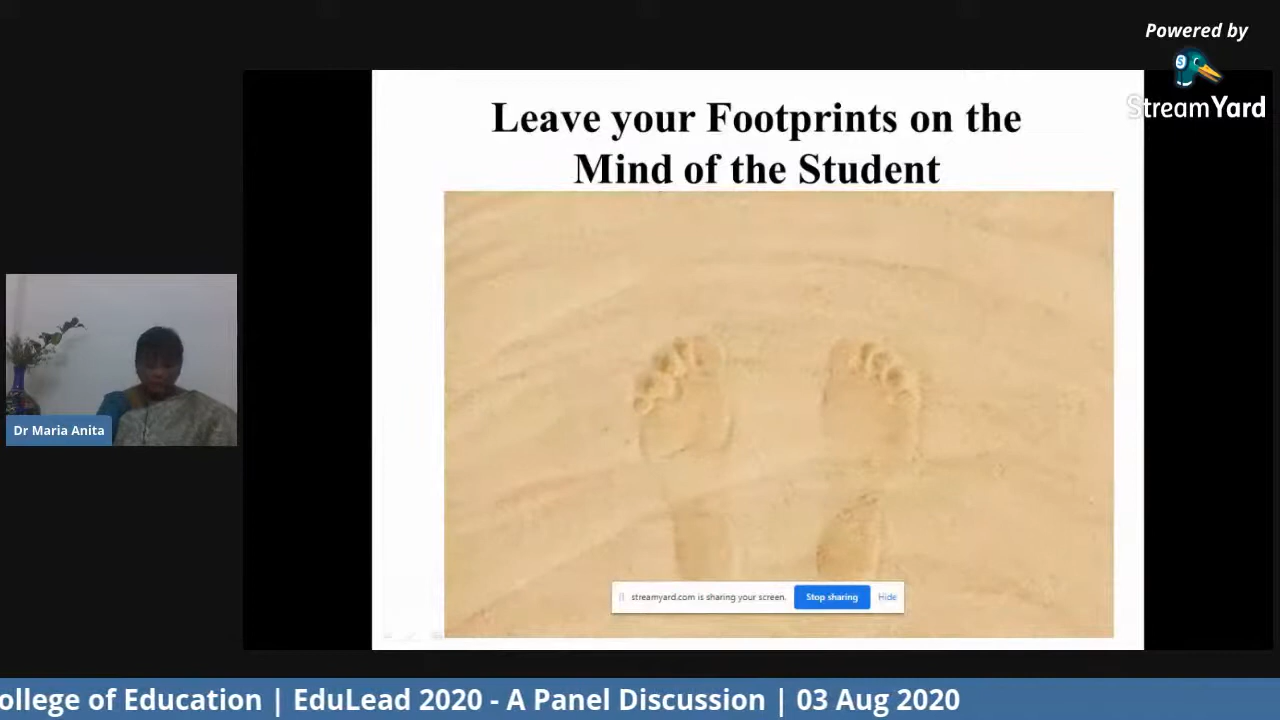 Powered by
StreamYard
Leave your Footprints on the
Mind of the Student
Dr Maria Anita
streamyard.com is sharing your screen.
Stop sharing
Hide
ollege of Education | EduLead 2020 - A Panel Discussion | 03 Aug 2020